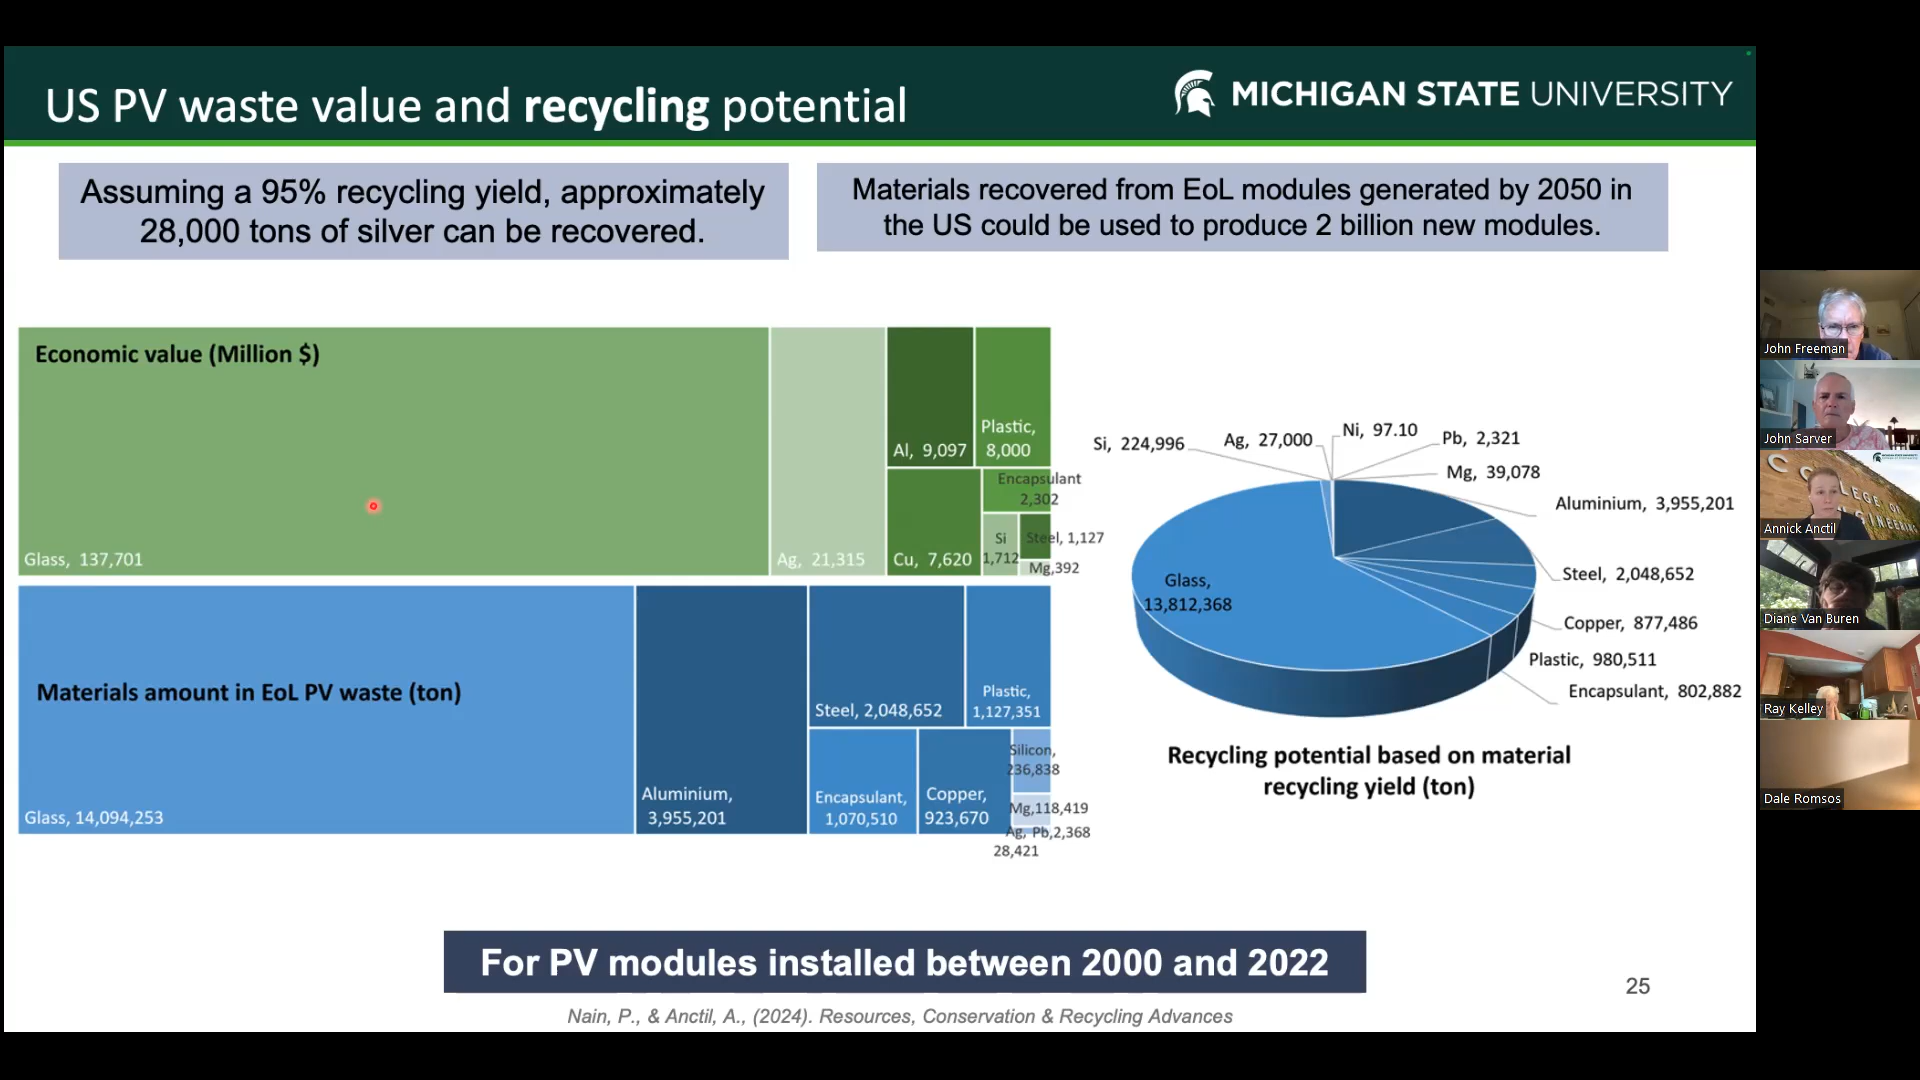 US PV waste value and recycling potential
MICHIGAN STATE UNIVERSITY
Assuming a 95% recycling yield, approximately
28,000 tons of silver can be recovered.
Materials recovered from EoL modules generated by 2050 in
the US could be used to produce 2 billion new modules.
Economic value (Million $)
Glass, 137,701
Ag, 21,315
Al, 9,097
Plastic,
8,000
Cu, 7,620
Encapsulant
2,302
Si
1,712
Steel, 1,127
Mg,392
Materials amount in EoL PV waste (ton)
Glass, 14,094,253
Aluminium,
3,955,201
Steel, 2,048,652
Plastic,
1,127,351
Encapsulant,
1,070,510
Copper,
923,670
Silicon,
236,838
Mg,118,419
Ag, Pb,2,368
28,421
Si, 224,996
Ag, 27,000
Ni, 97.10
Pb, 2,321
Mg, 39,078
Aluminium, 3,955,201
Steel, 2,048,652
Copper, 877,486
Plastic, 980,511
Encapsulant, 802,882
Glass,
13,812,368
Recycling potential based on material
recycling yield (ton)
For PV modules installed between 2000 and 2022
25
Nain, P., & Anctil, A., (2024). Resources, Conservation & Recycling Advances
John Freeman
John Sarver
Annick Anctil
Diane Van Buren
Ray Kelley
Dale Romsos